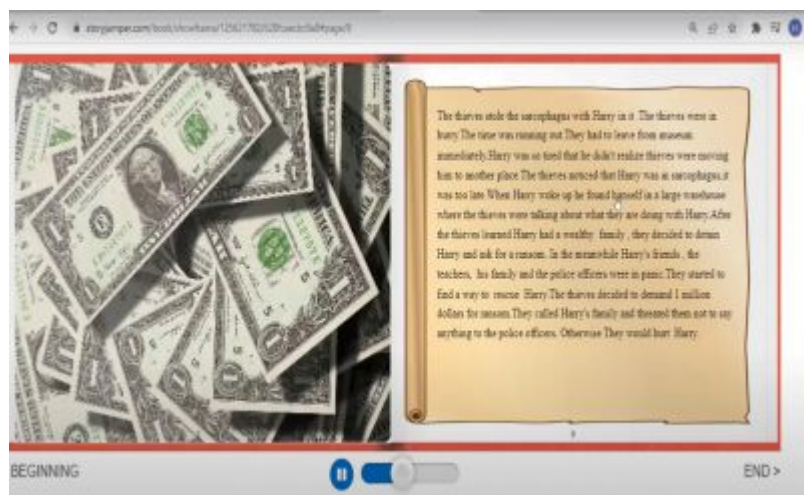 The thieves stole the sarcophagus with Harry in it. The thieves were in
hurry.The time was running out.They had to leave from museum
immediately.Harry was so tired that he didn't realize thieves were moving
him to another place.The thieves noticed that Harry was in sarcophagus,it
was too late.When Harry woke up he found himself in a large warehouse
where the thieves were talking about what they are doing with Harry.After
the thieves learned Harry had a wealthy family , they decided to detain
Harry and ask for a ransom. In the meanwhile Harry's friends , the
teachers, his family and the police officers were in panic.They started to
find a way to rescue Harry.The thieves decided to demand 1 million
dollars for ransom.They called Harry's family and threated them not to say
anything to the police officers. Otherwise They would hurt Harry.
BEGINNING
END >